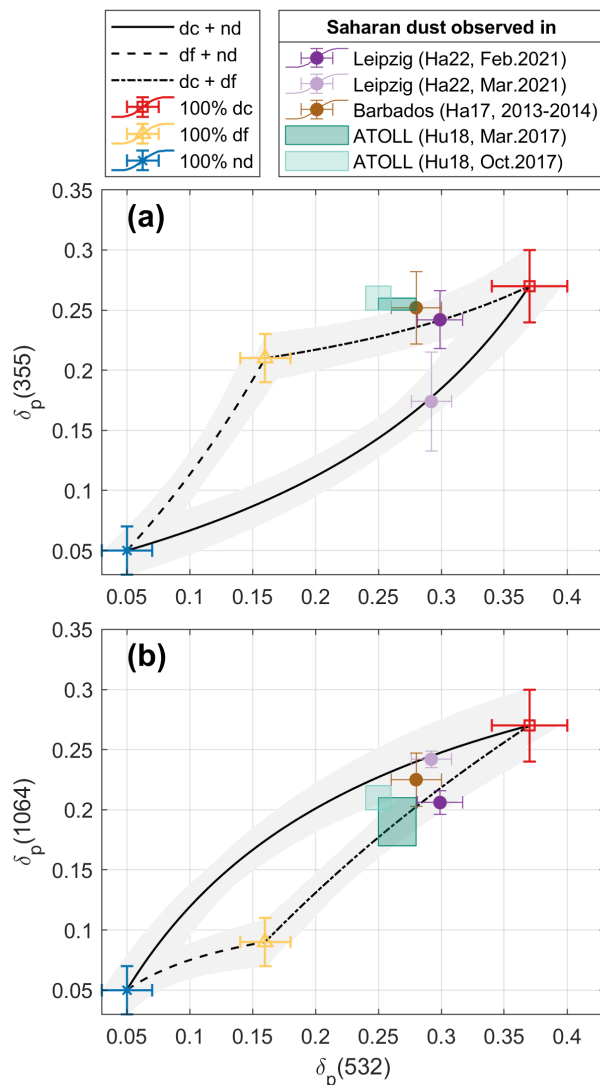 dc + nd
df + nd
dc + df
100% dc
100% df
100% nd
Saharan dust observed in
Leipzig (Ha22, Feb.2021)
Leipzig (Ha22, Mar.2021)
Barbados (Ha17, 2013-2014)
ATOLL (Hu18, Mar.2017)
ATOLL (Hu18, Oct.2017)
(a)
δp(355)
0.35
0.3
0.25
0.2
0.15
0.1
0.05
0.05 0.1 0.15 0.2 0.25 0.3 0.35 0.4
(b)
δp(1064)
0.35
0.3
0.25
0.2
0.15
0.1
0.05
0.05 0.1 0.15 0.2 0.25 0.3 0.35 0.4
δp(532)